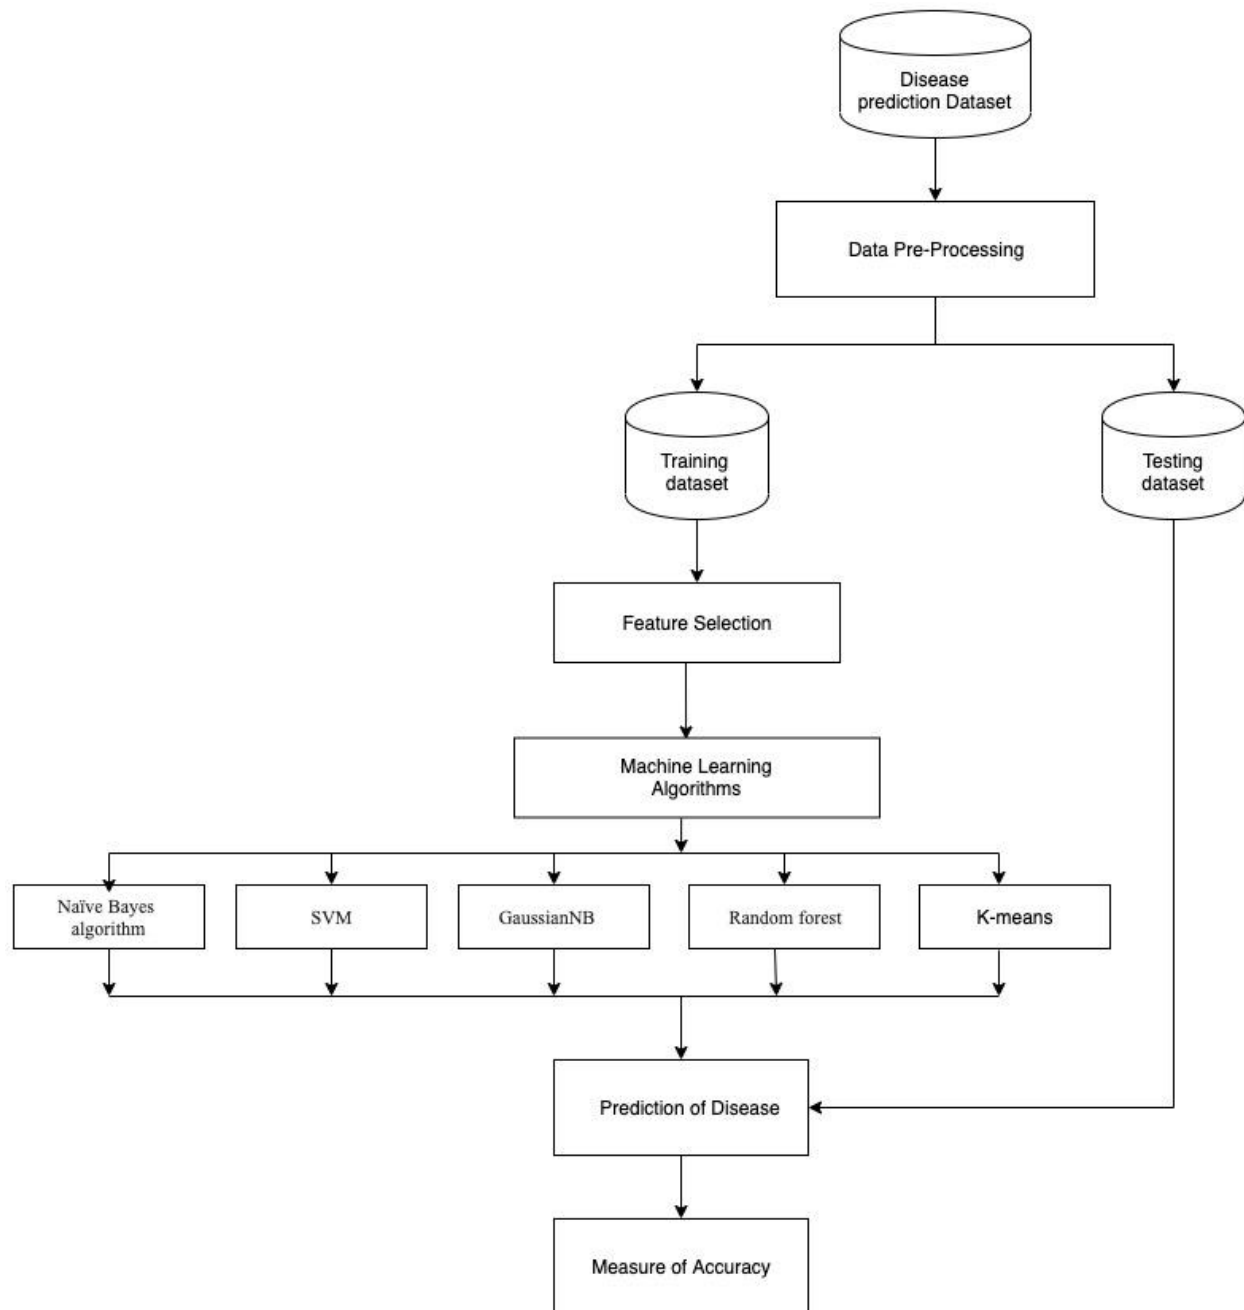 Disease
prediction Dataset
Data Pre-Processing
Training
dataset
Testing
dataset
Feature Selection
Machine Learning
Algorithms
Naïve Bayes
algorithm
SVM
GaussianNB
Random forest
K-means
Prediction of Disease
Measure of Accuracy